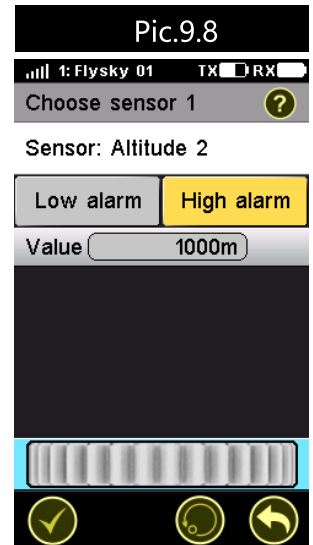 Pic.9.8
1: Flysky 01 TX RX
Choose sensor 1 ?
Sensor: Altitude 2
Low alarm High alarm
Value 1000m